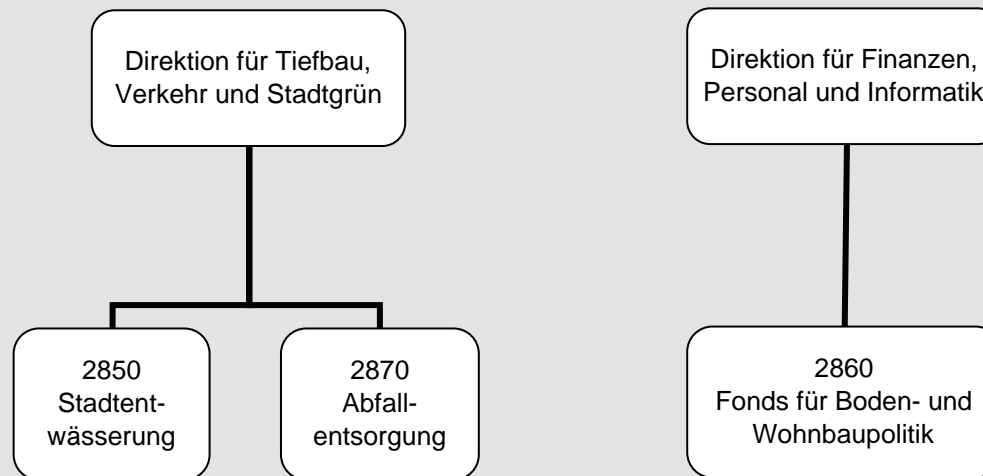 Direktion für Tiefbau,
Verkehr und Stadtgrün
Direktion für Finanzen,
Personal und Informatik
2850
Stadtent-
wässerung
2870
Abfall-
entsorgung
2860
Fonds für Boden- und
Wohnbaupolitik